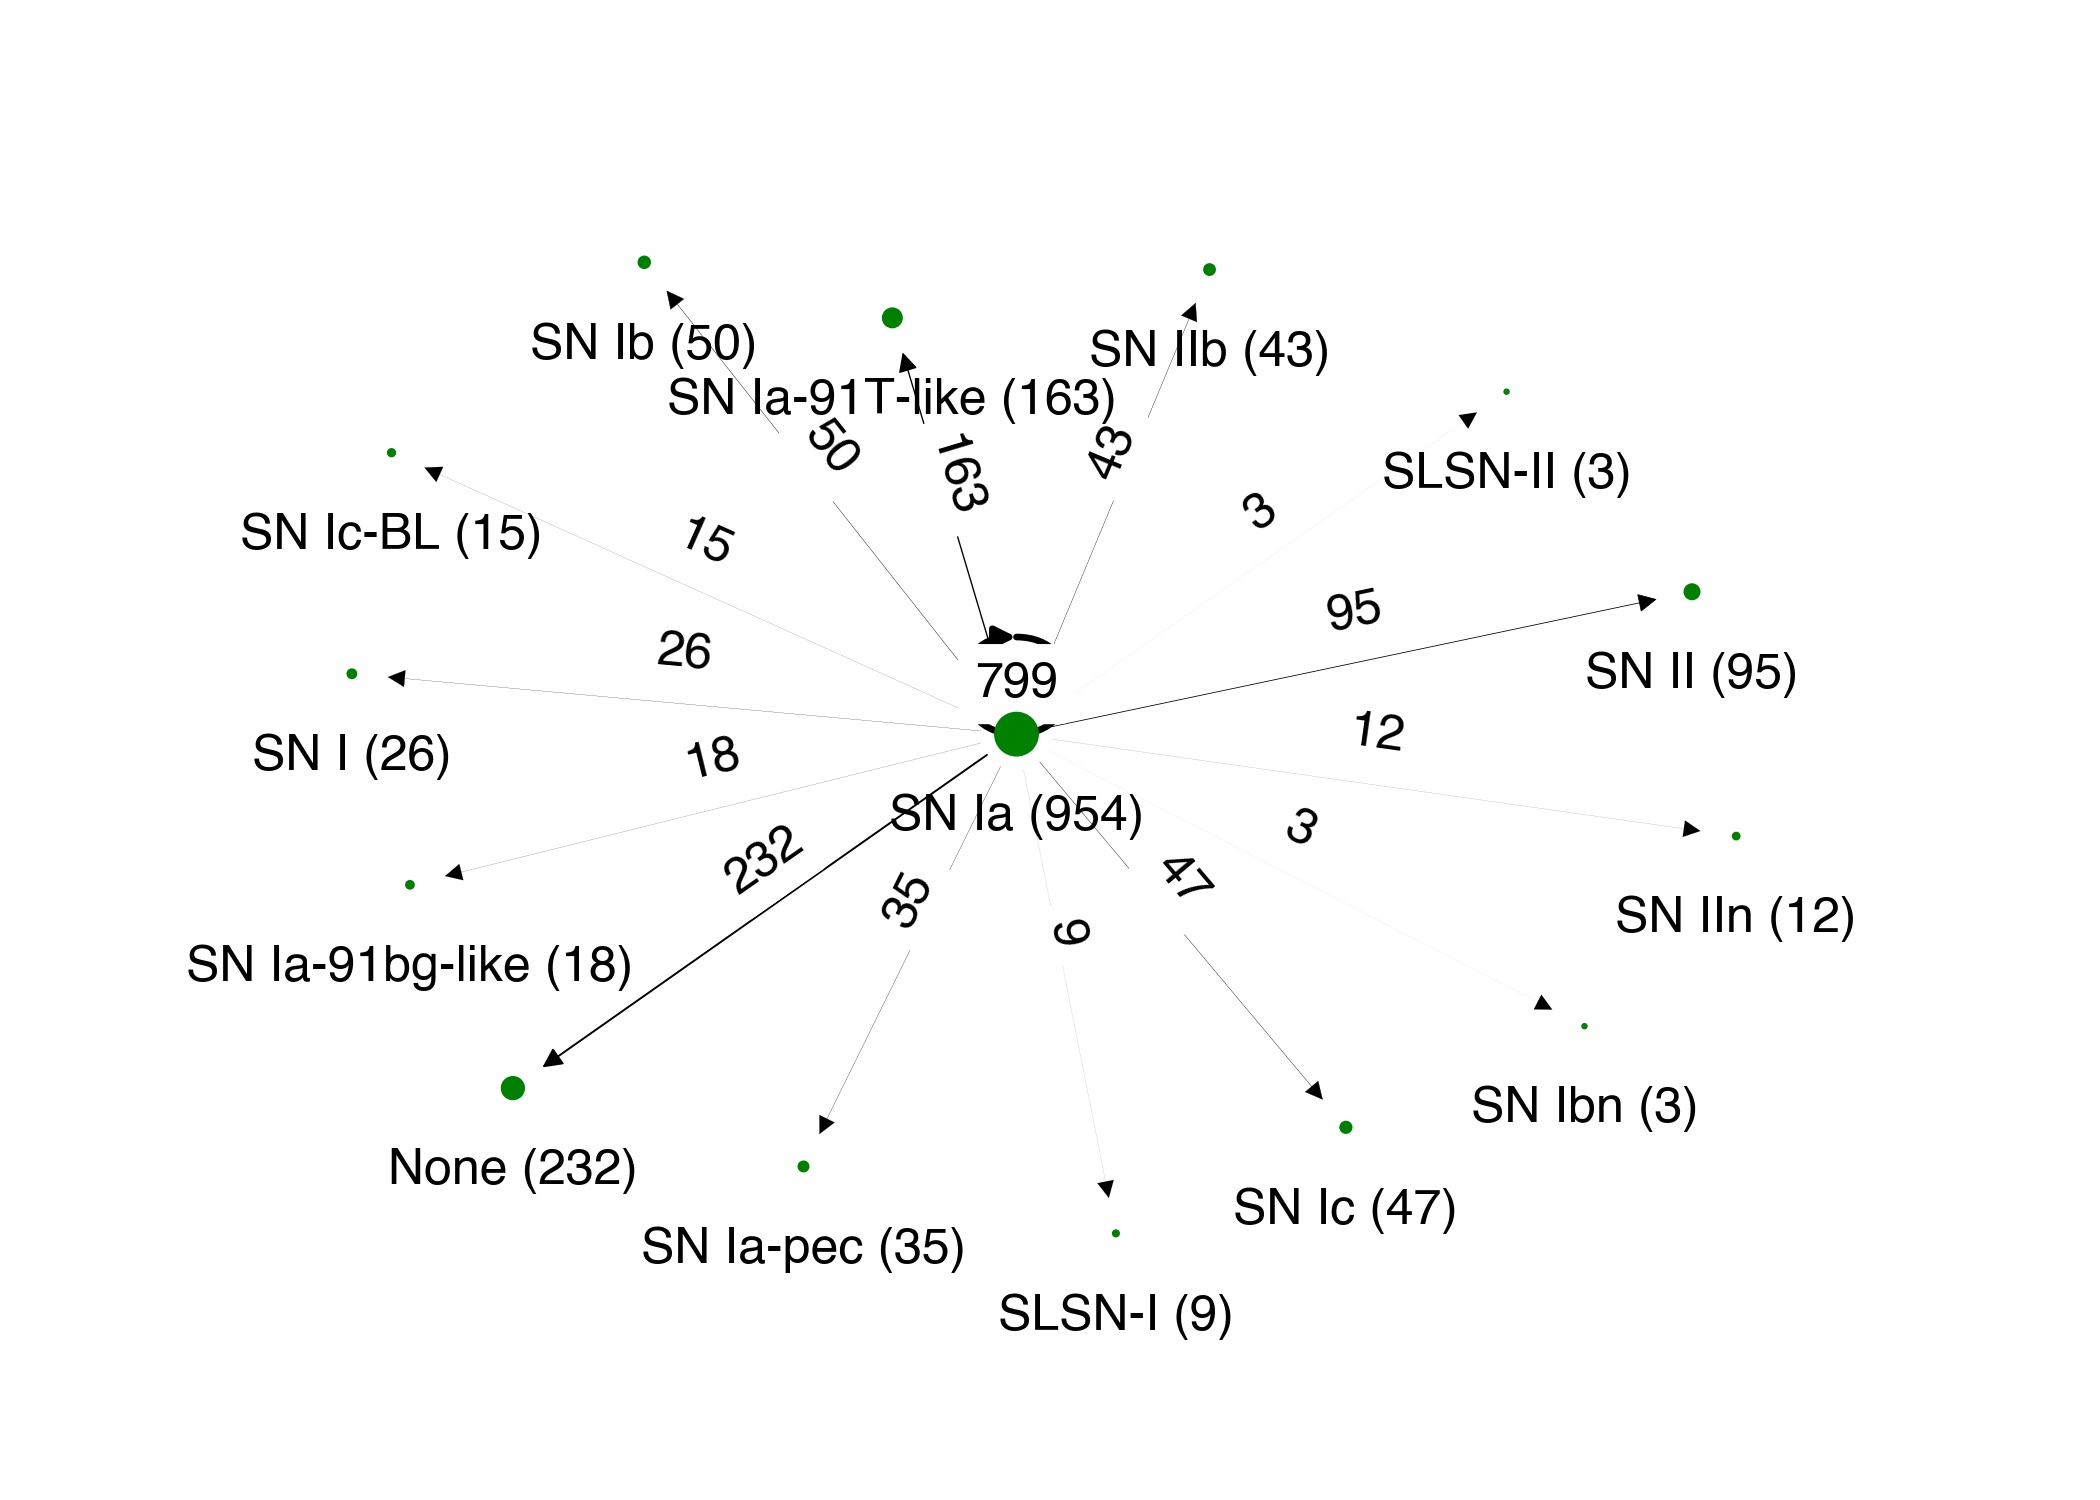 SN Ib (50)
SN IIb (43)
SN Ia-91T-like (163)
50
163
43
SLSN-II (3)
3
SN Ic-BL (15)
15
95
26
SN II (95)
799
12
SN I (26)
18
SN Ia (954)
3
232
35
47
9
SN IIn (12)
SN Ia-91bg-like (18)
SN Ibn (3)
None (232)
SN Ic (47)
SN Ia-pec (35)
SLSN-I (9)